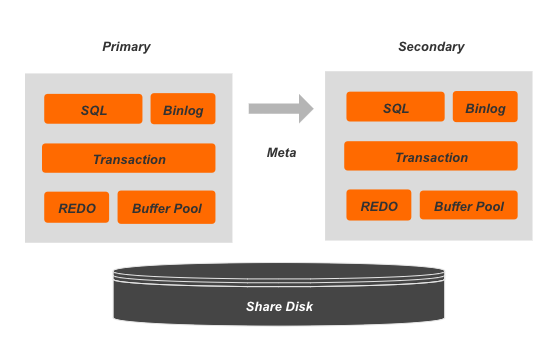 Primary
Secondary
SQL
Binlog
Transaction
REDO
Buffer Pool
Meta
SQL
Binlog
Transaction
REDO
Buffer Pool
Share Disk